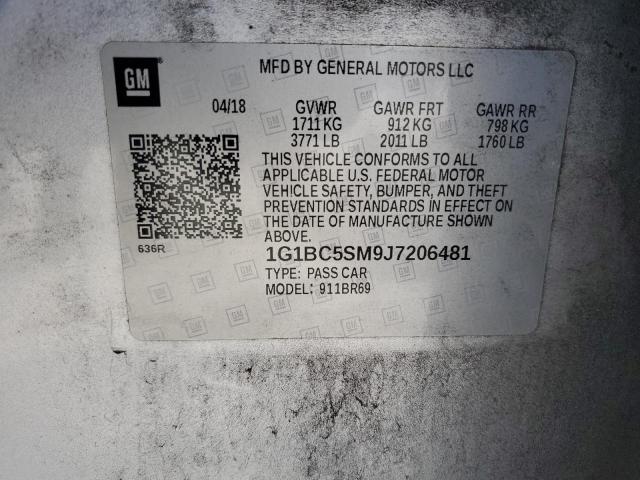 GM
MFD BY GENERAL MOTORS LLC
04/18 GVWR GAWR FRT GAWR RR
1711 KG 912 KG 798 KG
3771 LB 2011 LB 1760 LB
THIS VEHICLE CONFORMS TO ALL
APPLICABLE U.S. FEDERAL MOTOR
VEHICLE SAFETY, BUMPER, AND THEFT
PREVENTION STANDARDS IN EFFECT ON
THE DATE OF MANUFACTURE SHOWN
ABOVE.
636R
1G1BC5SM9J7206481
TYPE: PASS CAR
MODEL: 911BR69